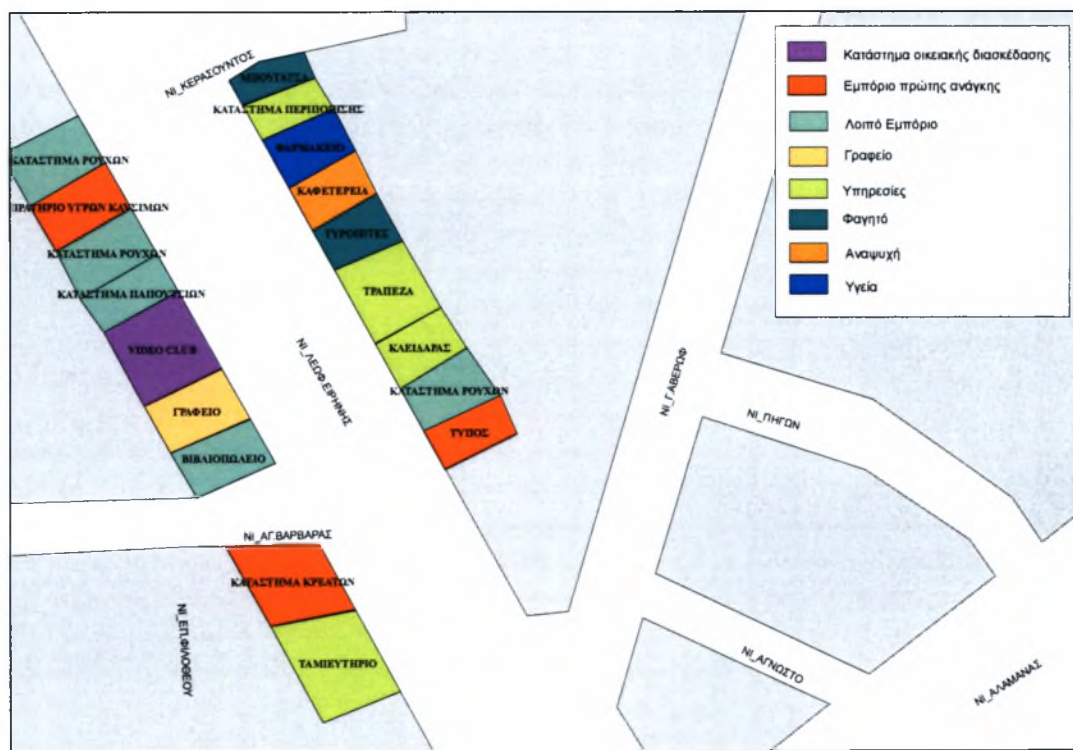 ΝΙ_ΚΕΡΑΣΟΥΝΤΟΣ
ΜΠΟΥΓΑΤΣΑ
ΚΑΤΑΣΤΗΜΑ ΠΕΡΙΠΟΙΗΣΗΣ
ΦΑΡΜΑΚΕΙΟ
ΚΑΦΕΤΕΡΕΙΑ
ΤΥΡΟΠΙΤΕΣ
ΤΡΑΠΕΖΑ
ΚΛΕΙΔΑΡΑΣ
ΚΑΤΑΣΤΗΜΑ ΡΟΥΧΩΝ
ΤΥΠΟΣ
ΚΑΤΑΣΤΗΜΑ ΡΟΥΧΩΝ
ΠΡΑΤΗΡΙΟ ΥΓΡΩΝ ΚΑΥΣΙΜΩΝ
ΚΑΤΑΣΤΗΜΑ ΡΟΥΧΩΝ
ΚΑΤΑΣΤΗΜΑ ΠΑΠΟΥΤΣΙΩΝ
VIDEO CLUB
ΓΡΑΦΕΙΟ
ΒΙΒΛΙΟΠΩΛΕΙΟ
ΝΙ_ΛΕΩΦ.ΕΙΡΗΝΗΣ
ΝΙ_ΑΓ.ΒΑΡΒΑΡΑΣ
ΚΑΤΑΣΤΗΜΑ ΚΡΕΑΤΩΝ
ΤΑΜΙΕΥΤΗΡΙΟ
ΝΙ_ΕΠ.ΦΙΛΟΘΕΟΥ
ΝΙ_Γ.ΑΒΕΡΩΦ
ΝΙ_ΠΗΓΩΝ
ΝΙ_ΑΓΝΩΣΤΟ
ΝΙ_ΑΛΑΜΑΝΑΣ
Κατάστημα οικειακής διασκέδασης
Εμπόριο πρώτης ανάγκης
Λοιπό Εμπόριο
Γραφείο
Υπηρεσίες
Φαγητό
Αναψυχή
Υγεία